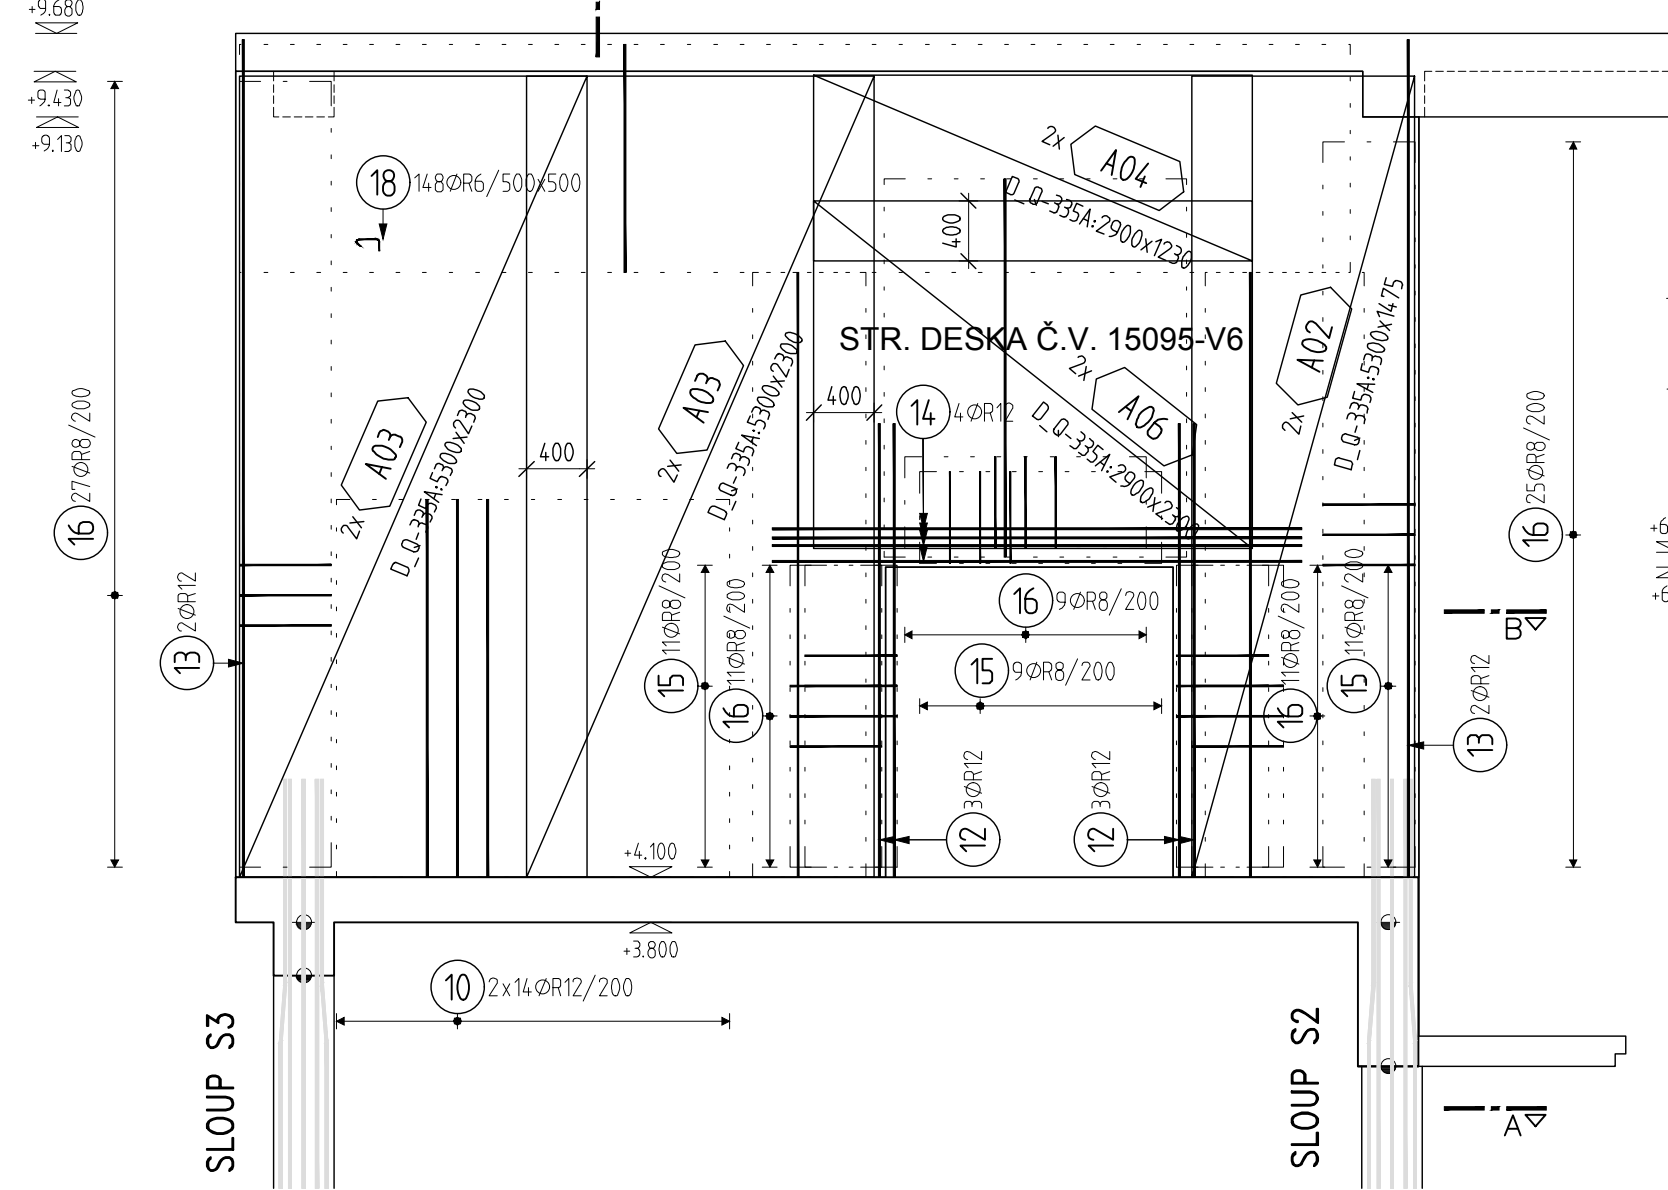 +9.680
+9.430
+9.130
18 148ØR6/500x500
2x A04
D_Q-335A:2900x1230
400
STR. DESKA Č.V. 15095-V6
2x A03
D_Q-335A:5300x2300
2x A03
D_Q-335A:5300x2300
400
400
14 4ØR12
2x A06
D_Q-335A:2900x2300
2x A02
D_Q-335A:5300x1475
16 27ØR8/200
16 25ØR8/200
13 2ØR12
15 11ØR8/200
16 11ØR8/200
16 9ØR8/200
15 9ØR8/200
16 11ØR8/200
15 11ØR8/200
13 2ØR12
B
12 3ØR12
12 3ØR12
+4.100
+3.800
10 2x14ØR12/200
SLOUP S3
SLOUP S2
A